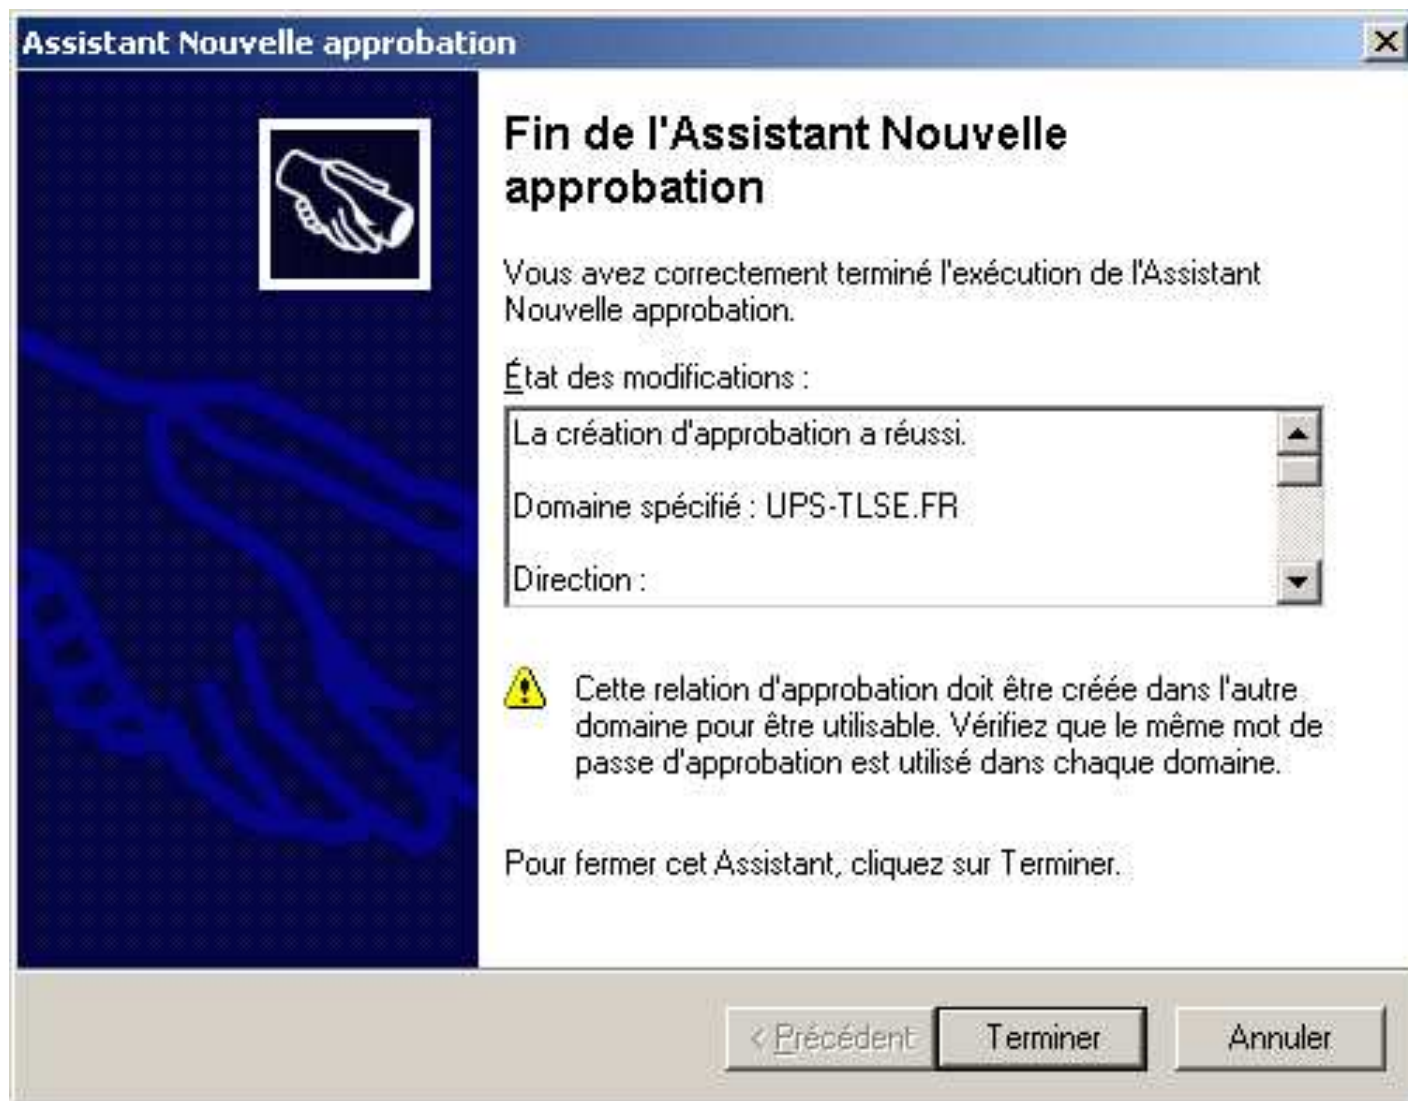 Assistant Nouvelle approbation
Fin de l'Assistant Nouvelle
approbation
Vous avez correctement terminé l'exécution de l'Assistant
Nouvelle approbation.
État des modifications :
La création d'approbation a réussi.
Domaine spécifié : UPS-TLSE.FR
Direction :
Cette relation d'approbation doit être créée dans l'autre
domaine pour être utilisable. Vérifiez que le même mot de
passe d'approbation est utilisé dans chaque domaine.
Pour fermer cet Assistant, cliquez sur Terminer.
< Précédent Terminer Annuler